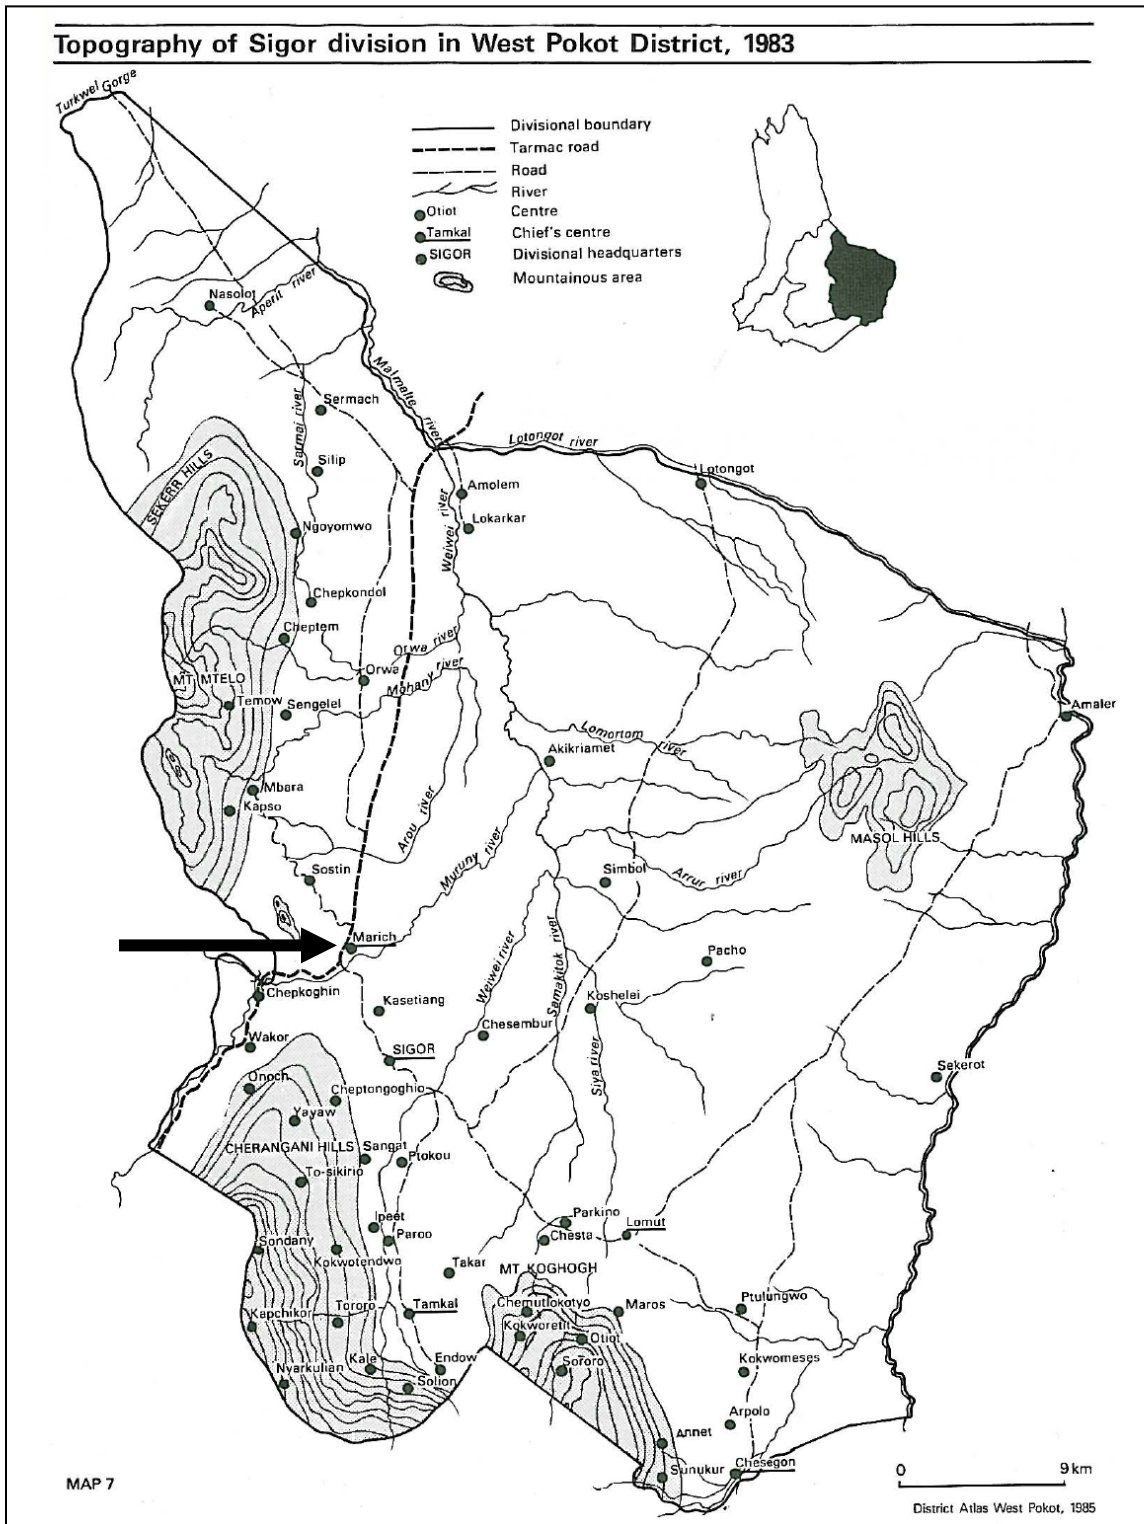 Topography of Sigor division in West Pokot District, 1983
Turkwel Gorge
Divisional boundary
Tarmac road
Road
River
Otiot
Centre
Tamkal
Chief's centre
SIGOR
Divisional headquarters
Mountainous area
Nasolot
Aperit river
Malmalte river
Sarmai river
Sermach
Lotongot river
Silip
Lotongot
SEKERR HILLS
Amolem
Weiwei river
Lokarkar
Ngoyomwo
Chepkondol
Cheptem
Orwa river
Orwa
Mohany river
MT MTELO
Temow
Sengelel
Amaler
Lomortom river
Akikriamet
Mbara
Kapso
Arou river
Muruny river
MASOL HILLS
Sostin
Simbol
Arrur river
Marich
Weiwei river
Samakitok river
Pacho
Chepkoghin
Kasetiang
Koshelei
Chesembur
Wakor
SIGOR
Siya river
Sekerot
Onoch
Cheptongoghio
Yayaw
CHERANGANI HILLS
Sangat
Ptokou
To-sikirio
Ipeet
Paroo
Parkino
Lomut
Chesta
Sondany
Kokwotendwo
Takar
MT. KOGHOGH
Kapchikor
Tororo
Tamkal
Chemutlokotyo
Maros
Ptulungwo
Kokworetit
Otiot
Nyarkulian
Kale
Endow
Sororo
Kokwomeses
Solion
Arpolo
Annet
Sunukur
Chesegon
MAP 7
0 9 km
District Atlas West Pokot, 1985